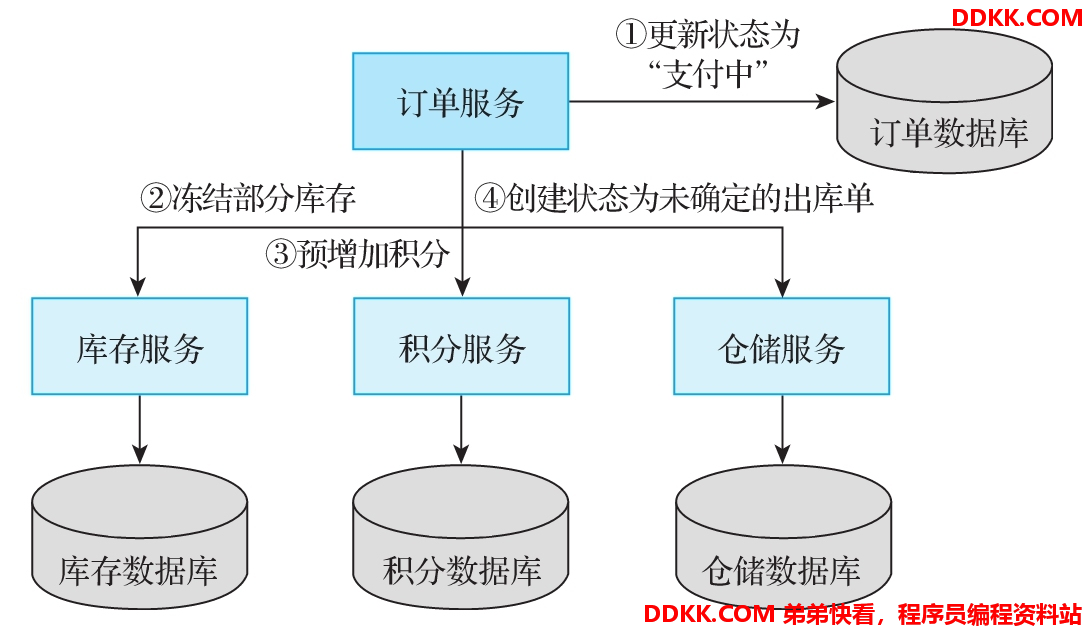 DDKK.COM
①更新状态为
“支付中”
订单服务
订单数据库
②冻结部分库存
④创建状态为未确定的出库单
③预增加积分
库存服务
积分服务
仓储服务
库存数据库
积分数据库
仓储数据库
DDKK.COM 弟弟快看，程序员编程资料站